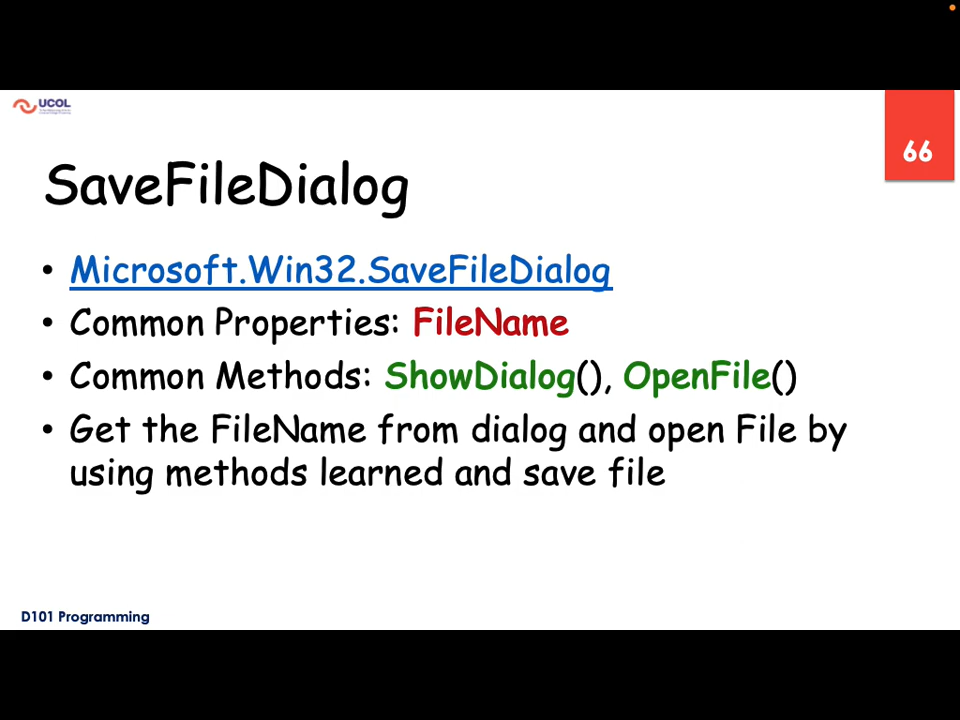 UCOL
66
SaveFileDialog
• Microsoft.Win32.SaveFileDialog
• Common Properties: FileName
• Common Methods: ShowDialog(), OpenFile()
• Get the FileName from dialog and open File by
using methods learned and save file
D101 Programming